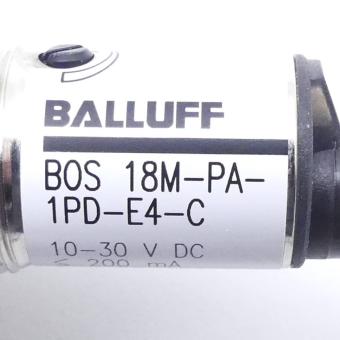 BALLUFF
BOS 18M-PA-
1PD-E4-C
10-30 V DC
≤ 200 mA